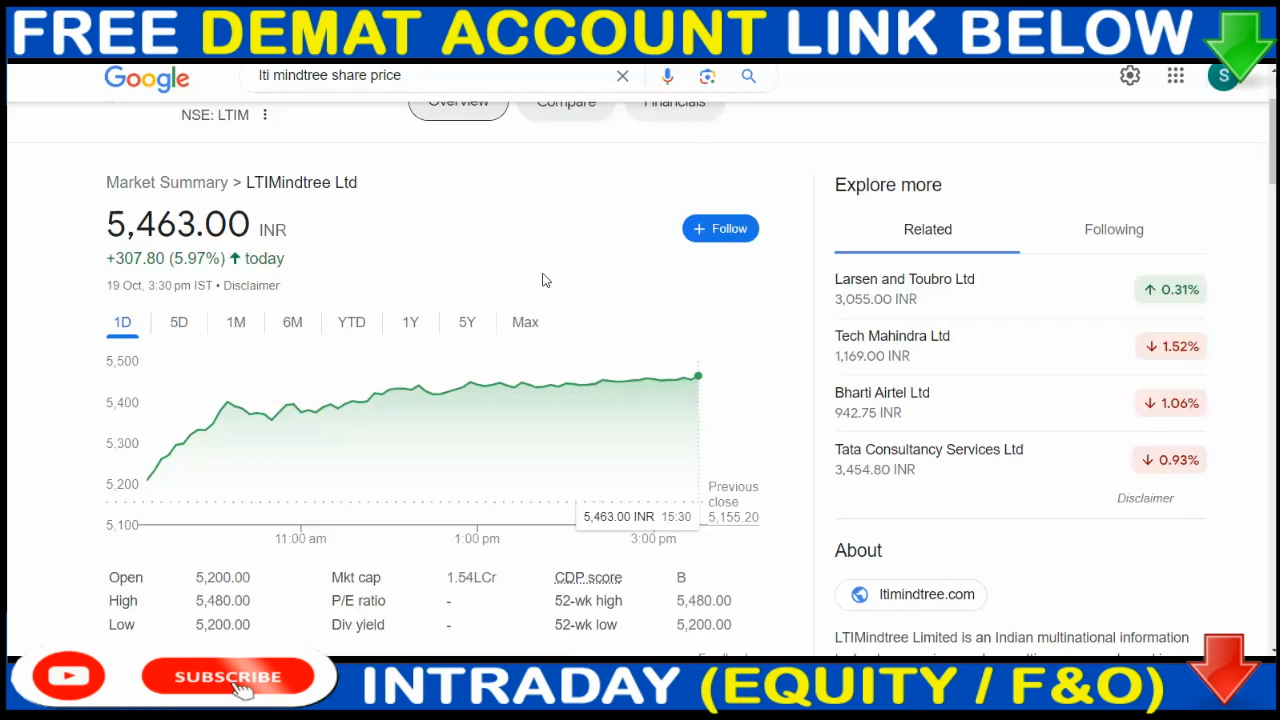 FREE DEMAT ACCOUNT LINK BELOW
Google
lti mindtree share price
S
Overview
Compare
Financials
NSE: LTIM
Market Summary > LTIMindtree Ltd
5,463.00 INR
+ Follow
+307.80 (5.97%) ↑ today
19 Oct, 3:30 pm IST • Disclaimer
1D
5D
1M
6M
YTD
1Y
5Y
Max
5,500
5,400
5,300
5,200
5,100
Previous
close
5,155.20
5,463.00 INR 15:30
11:00 am
1:00 pm
3:00 pm
Open 5,200.00
High 5,480.00
Low 5,200.00
Mkt cap 1.54LCr
P/E ratio -
Div yield -
CDP score B
52-wk high 5,480.00
52-wk low 5,200.00
Explore more
Related
Following
Larsen and Toubro Ltd
3,055.00 INR
↑ 0.31%
Tech Mahindra Ltd
1,169.00 INR
↓ 1.52%
Bharti Airtel Ltd
942.75 INR
↓ 1.06%
Tata Consultancy Services Ltd
3,454.80 INR
↓ 0.93%
Disclaimer
About
ltimindtree.com
LTIMindtree Limited is an Indian multinational information
SUBSCRIBE
INTRADAY (EQUITY / F&O)